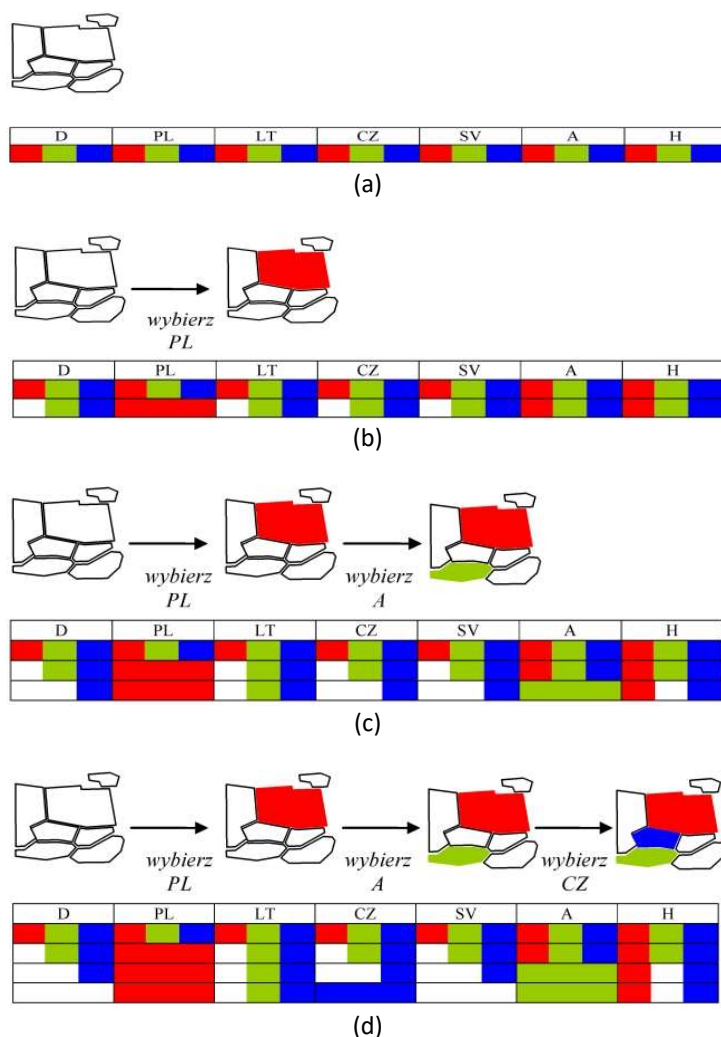 D PL LT CZ SV A H
(a)
wybierz
PL
D PL LT CZ SV A H
(b)
wybierz wybierz
PL A
D PL LT CZ SV A H
(c)
wybierz wybierz wybierz
PL A CZ
D PL LT CZ SV A H
(d)